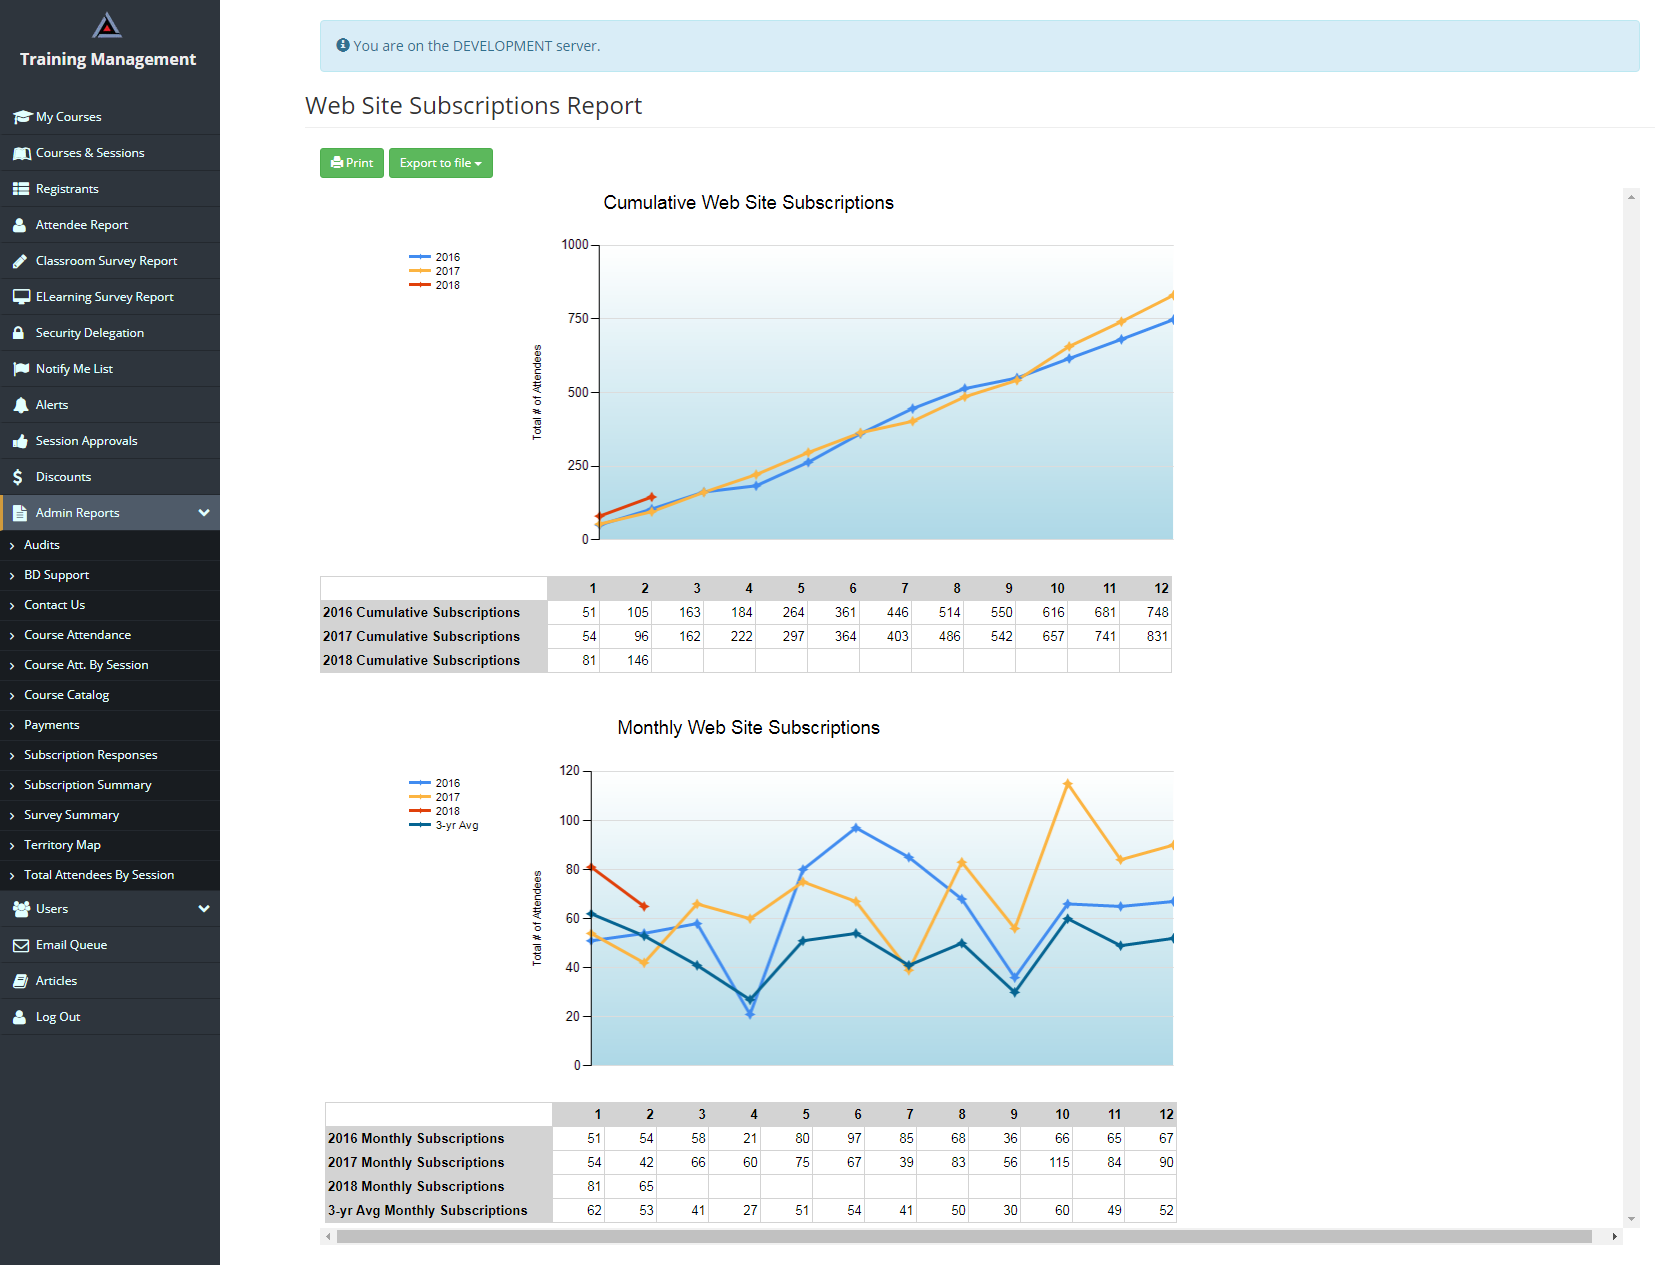 Training Management
My Courses
Courses & Sessions
Registrants
Attendee Report
Classroom Survey Report
ELearning Survey Report
Security Delegation
Notify Me List
Alerts
Session Approvals
Discounts
Admin Reports
Audits
BD Support
Contact Us
Course Attendance
Course Att. By Session
Course Catalog
Payments
Subscription Responses
Subscription Summary
Survey Summary
Territory Map
Total Attendees By Session
Users
Email Queue
Articles
Log Out
You are on the DEVELOPMENT server.
Web Site Subscriptions Report
Print Export to file
Cumulative Web Site Subscriptions
2016
2017
2018
Total # of Attendees
1000
750
500
250
0
1 2 3 4 5 6 7 8 9 10 11 12
2016 Cumulative Subscriptions 51 105 163 184 264 361 446 514 550 616 681 748
2017 Cumulative Subscriptions 54 96 162 222 297 364 403 486 542 657 741 831
2018 Cumulative Subscriptions 81 146
Monthly Web Site Subscriptions
2016
2017
2018
3-yr Avg
Total # of Attendees
120
100
80
60
40
20
0
1 2 3 4 5 6 7 8 9 10 11 12
2016 Monthly Subscriptions 51 54 58 21 80 97 85 68 36 66 65 67
2017 Monthly Subscriptions 54 42 66 60 75 67 39 83 56 115 84 90
2018 Monthly Subscriptions 81 65
3-yr Avg Monthly Subscriptions 62 53 41 27 51 54 41 50 30 60 49 52